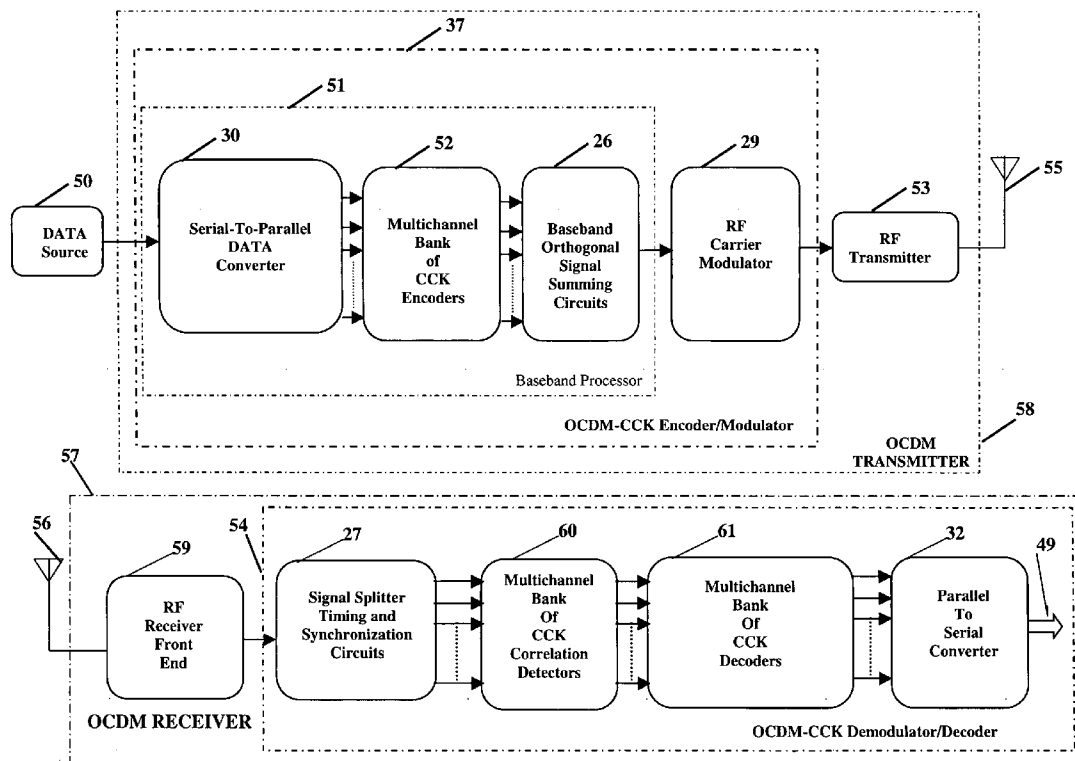 37
51
30
52
26
29
50
53
55
DATA
Source
Serial-To-Parallel
DATA
Converter
Multichannel
Bank
of
CCK
Encoders
Baseband
Orthogonal
Signal
Summing
Circuits
RF
Carrier
Modulator
RF
Transmitter
Baseband Processor
OCDM-CCK Encoder/Modulator
58
OCDM
TRANSMITTER
57
56
59
54
27
60
61
32
49
RF
Receiver
Front
End
Signal Splitter
Timing and
Synchronization
Circuits
Multichannel
Bank
Of
CCK
Correlation
Detectors
Multichannel
Bank
Of
CCK
Decoders
Parallel
To
Serial
Converter
OCDM RECEIVER
OCDM-CCK Demodulator/Decoder